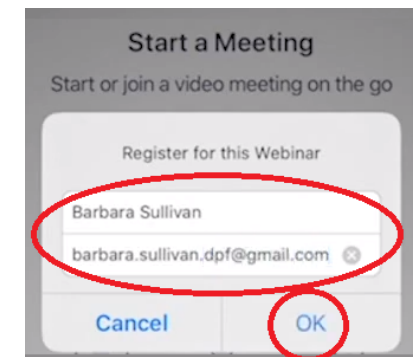 Start a Meeting
Start or join a video meeting on the go
Register for this Webinar
Barbara Sullivan
barbara.sullivan.dpf@gmail.com
Cancel OK